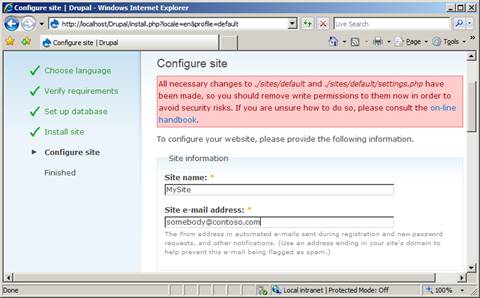 Configure site | Drupal - Windows Internet Explorer
http://localhost/Drupal/install.php?locale=en&profile=default
Live Search
Configure site | Drupal
Page
Tools
Choose language
Verify requirements
Set up database
Install site
Configure site
Finished
Configure site
All necessary changes to ./sites/default and ./sites/default/settings.php have
been made, so you should remove write permissions to them now in order to
avoid security risks. If you are unsure how to do so, please consult the on-line
handbook.
To configure your website, please provide the following information.
Site information
Site name: *
MySite
Site e-mail address: *
somebody@contoso.com
The From address in automated e-mails sent during registration and new password
requests, and other notifications. (Use an address ending in your site's domain to
help prevent this e-mail being flagged as spam.)
Done
Local intranet | Protected Mode: Off
100%